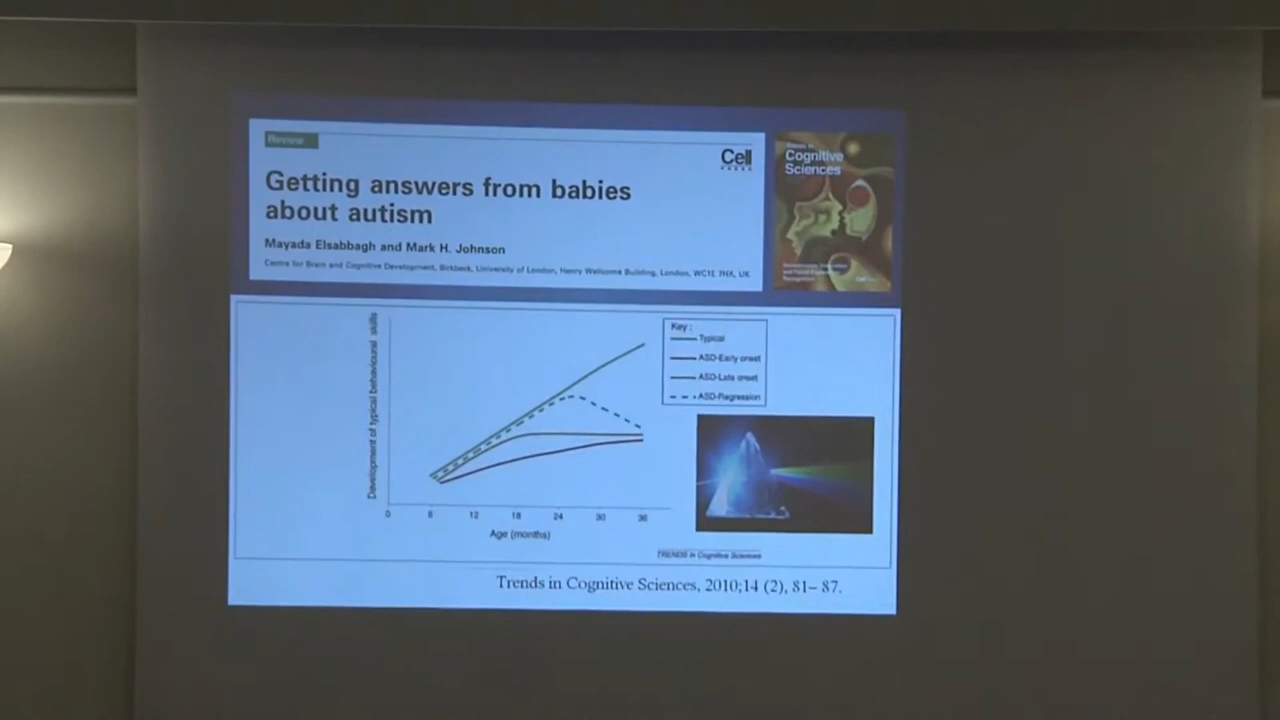 Review
Cell
PRESS
Getting answers from babies
about autism
Mayada Elsabbagh and Mark H. Johnson
Centre for Brain and Cognitive Development, Birkbeck, University of London, Henry Wellcome Building, London, WC1E 7HX, UK
Trends in
Cognitive
Sciences
Development of typical behavioural skills
Key :
Typical
ASD-Early onset
ASD-Late onset
ASD-Regression
0 6 12 18 24 30 36
Age (months)
TRENDS in Cognitive Sciences
Trends in Cognitive Sciences, 2010;14 (2), 81– 87.